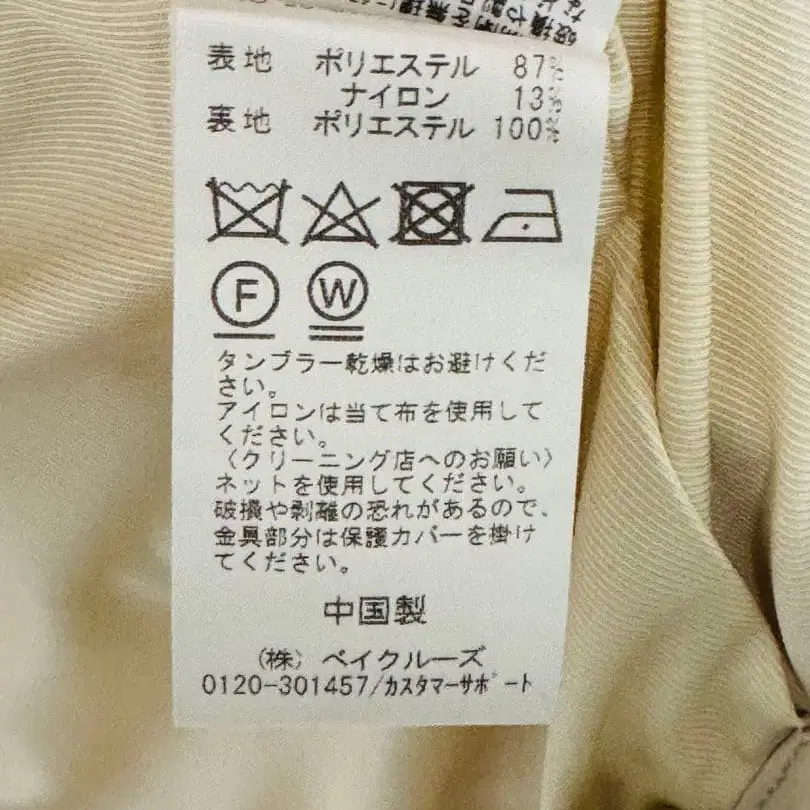 表地 ポリエステル 87%
ナイロン 13%
裏地 ポリエステル 100%
F W
タンブラー乾燥はお避けくだ
さい。
アイロンは当て布を使用して
ください。
〈クリーニング店へのお願い〉
ネットを使用してください。
破損や剥離の恐れがあるので、
金具部分は保護カバーを掛け
てください。
中国製
(株) ベイクルーズ
0120-301457/カスタマーサポート